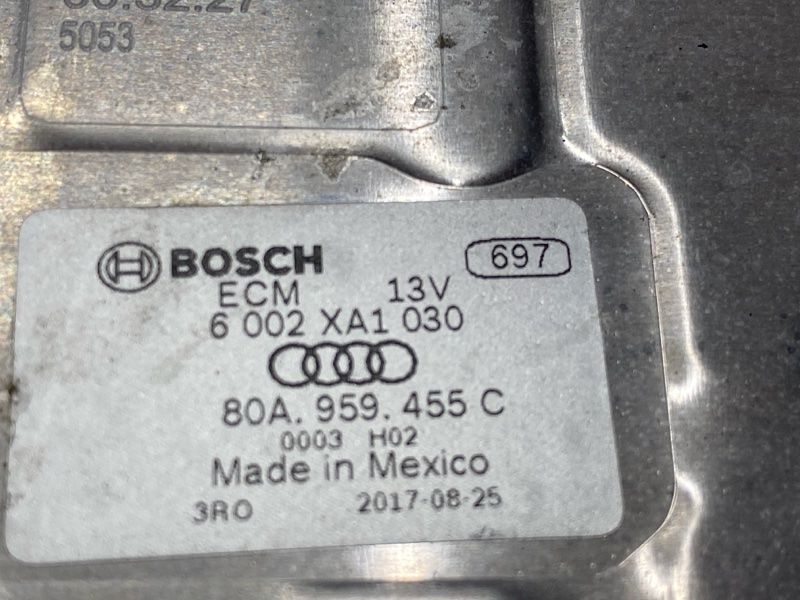 5053
BOSCH 697
ECM 13V
6 002 XA1 030
80A. 959. 455 C
0003 H02
Made in Mexico
3RO 2017-08-25